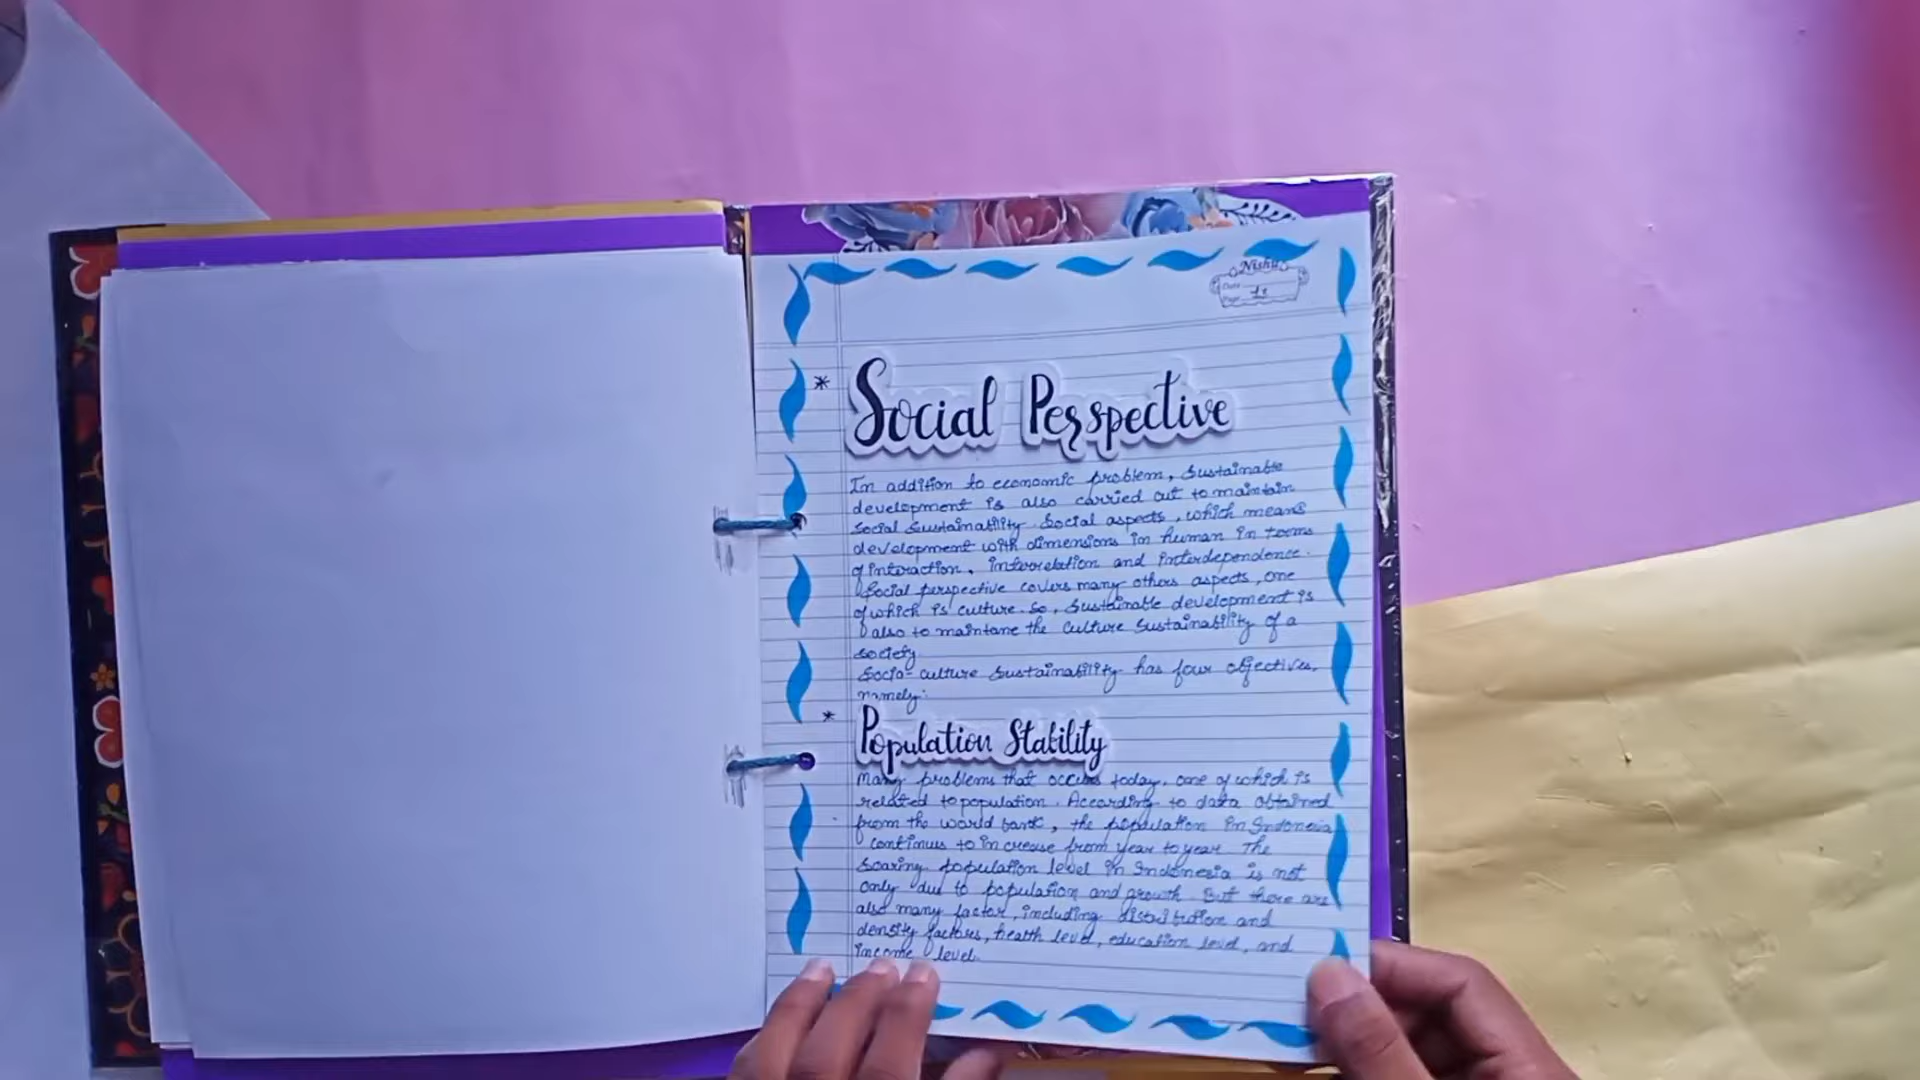 Nishu
Date
Page
* Social Perspective
In addition to economic problem, Sustainable
development is also carried out to maintain
Social Sustainability. Social aspects, which means
development with dimensions in human in terms
of interaction, interrelation and interdependence.
Social perspective covers many others aspects, one
of which is culture. So, Sustainable development is
also to maintane the culture Sustainability of a
society
Socio-culture Sustainability has four objectives,
namely:
* Population Stability
Many problems that occurs today, one of which is
related to population. According to data obtained
from the world bank, the population in Indonesia
continues to increase from year to year. The
soaring population level in Indonesia is not
only due to population and growth. But there are
also many factor, including distribution and
density factors, health level, education level, and
income level.